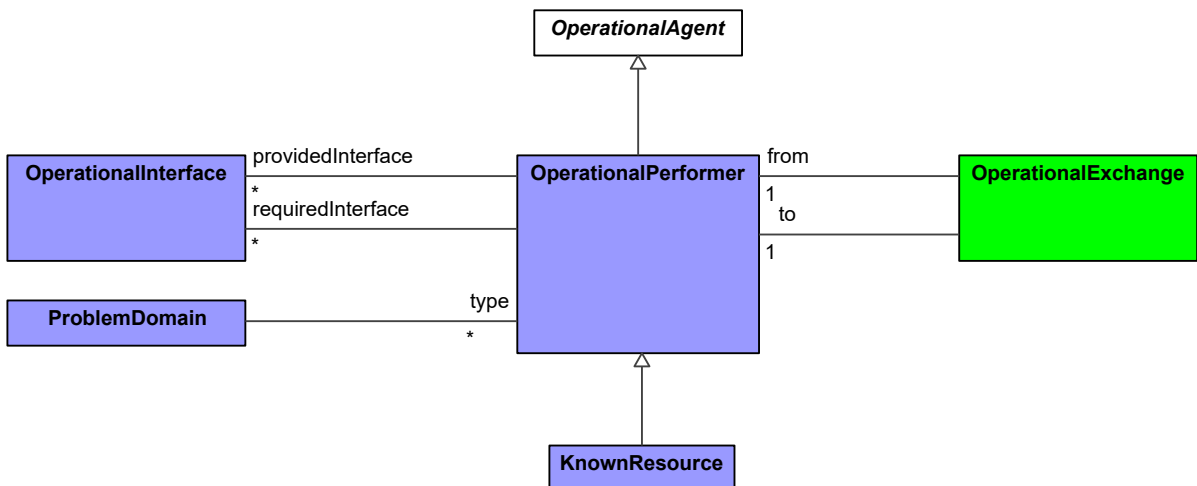 OperationalAgent
providedInterface
from
OperationalInterface
OperationalPerformer
OperationalExchange
*
1
requiredInterface
to
*
1
type
ProblemDomain
*
KnownResource